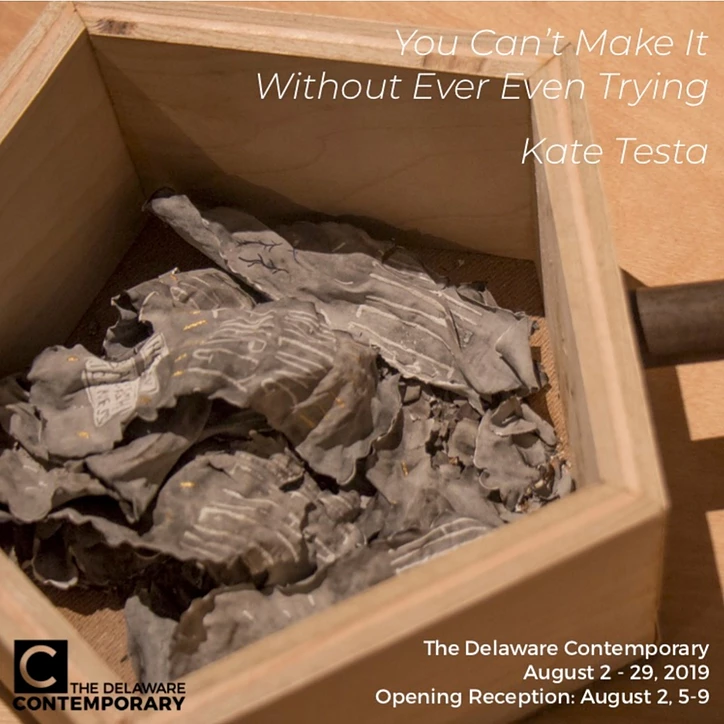 You Can't Make It
Without Ever Even Trying
Kate Testa
The Delaware Contemporary
August 2 - 29, 2019
Opening Reception: August 2, 5-9
C
THE DELAWARE
CONTEMPORARY